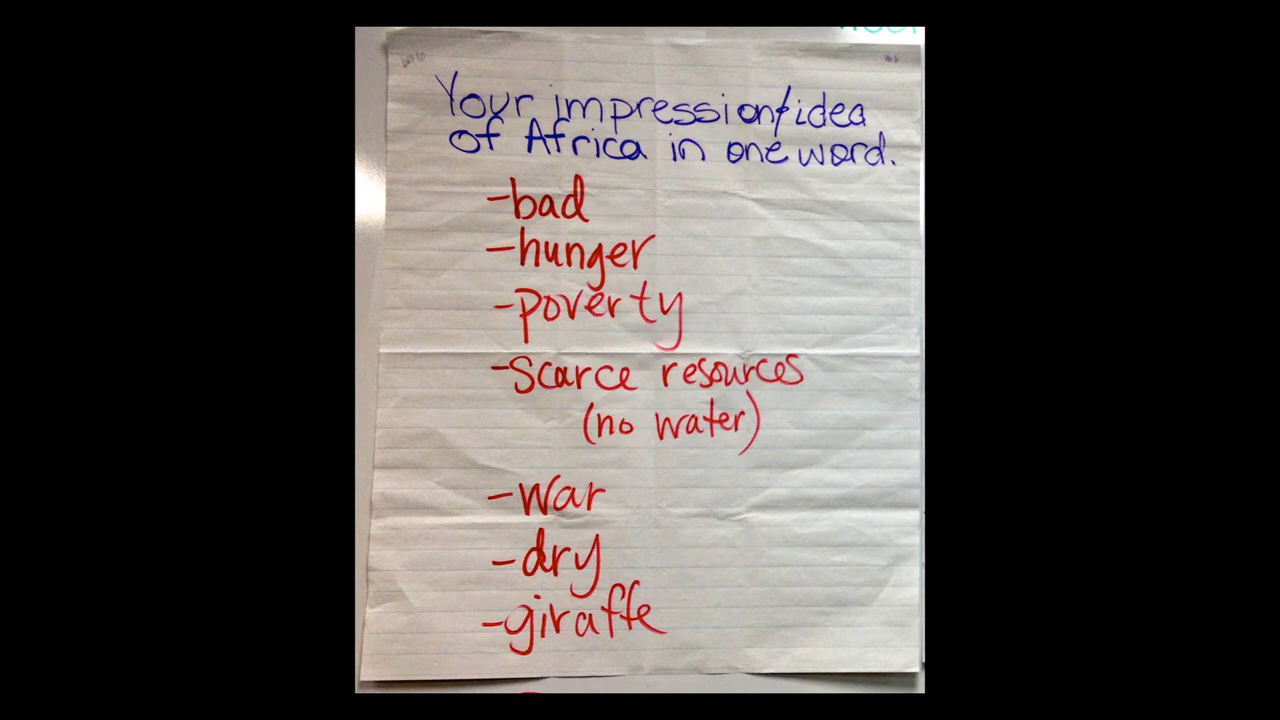 Your impression/idea
of Africa in one word.
-bad
-hunger
-poverty
-Scarce resources
(no water)
-war
-dry
-giraffe